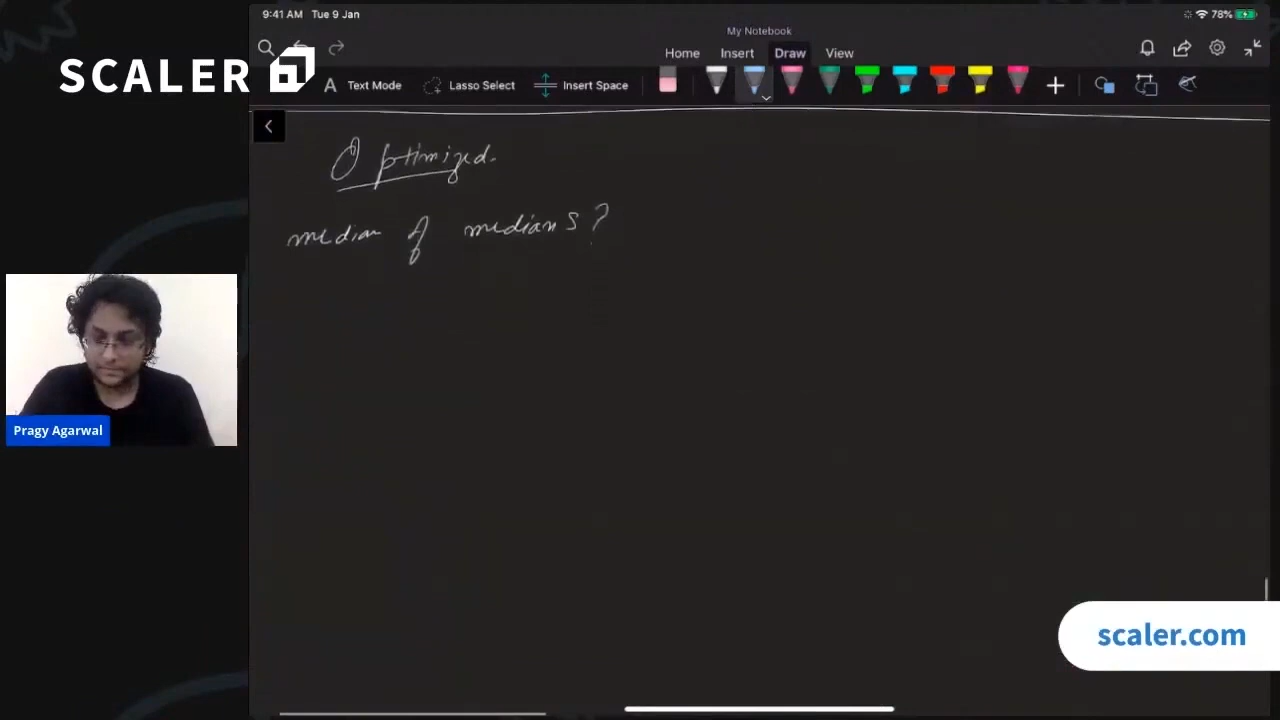 9:41 AM Tue 9 Jan
78%
My Notebook
SCALER
Home Insert Draw View
Text Mode Lasso Select Insert Space
Optimized.
median of medians?
Pragy Agarwal
scaler.com